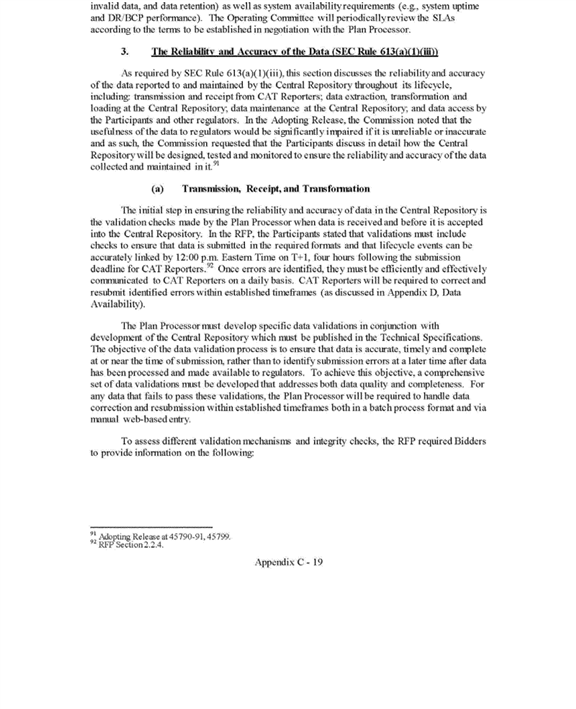 invalid data, and data retention) as well as system availability requirements (e.g., system uptime
and DR/BCP performance). The Operating Committee will periodically review the SLAs
according to the terms to be established in negotiation with the Plan Processor.
3. The Reliability and Accuracy of the Data (SEC Rule 613(a)(1)(iii))
As required by SEC Rule 613(a)(1)(iii), this section discusses the reliability and accuracy
of the data reported to and maintained by the Central Repository throughout its lifecycle,
including: transmission and receipt from CAT Reporters; data extraction, transformation and
loading at the Central Repository; data maintenance at the Central Repository; and data access by
the Participants and other regulators. In the Adopting Release, the Commission noted that the
usefulness of the data to regulators would be significantly impaired if it is unreliable or inaccurate
and as such, the Commission requested that the Participants discuss in detail how the Central
Repository will be designed, tested and monitored to ensure the reliability and accuracy of the data
collected and maintained in it.91
(a) Transmission, Receipt, and Transformation
The initial step in ensuring the reliability and accuracy of data in the Central Repository is
the validation checks made by the Plan Processor when data is received and before it is accepted
into the Central Repository. In the RFP, the Participants stated that validations must include
checks to ensure that data is submitted in the required formats and that lifecycle events can be
accurately linked by 12:00 p.m. Eastern Time on T+1, four hours following the submission
deadline for CAT Reporters.92 Once errors are identified, they must be efficiently and effectively
communicated to CAT Reporters on a daily basis. CAT Reporters will be required to correct and
resubmit identified errors within established timeframes (as discussed in Appendix D, Data
Availability).
The Plan Processor must develop specific data validations in conjunction with
development of the Central Repository which must be published in the Technical Specifications.
The objective of the data validation process is to ensure that data is accurate, timely and complete
at or near the time of submission, rather than to identify submission errors at a later time after data
has been processed and made available to regulators. To achieve this objective, a comprehensive
set of data validations must be developed that addresses both data quality and completeness. For
any data that fails to pass these validations, the Plan Processor will be required to handle data
correction and resubmission within established timeframes both in a batch process format and via
manual web-based entry.
To assess different validation mechanisms and integrity checks, the RFP required Bidders
to provide information on the following:
91 Adopting Release at 45790-91, 45799.
92 RFP Section 2.2.4.
Appendix C - 19